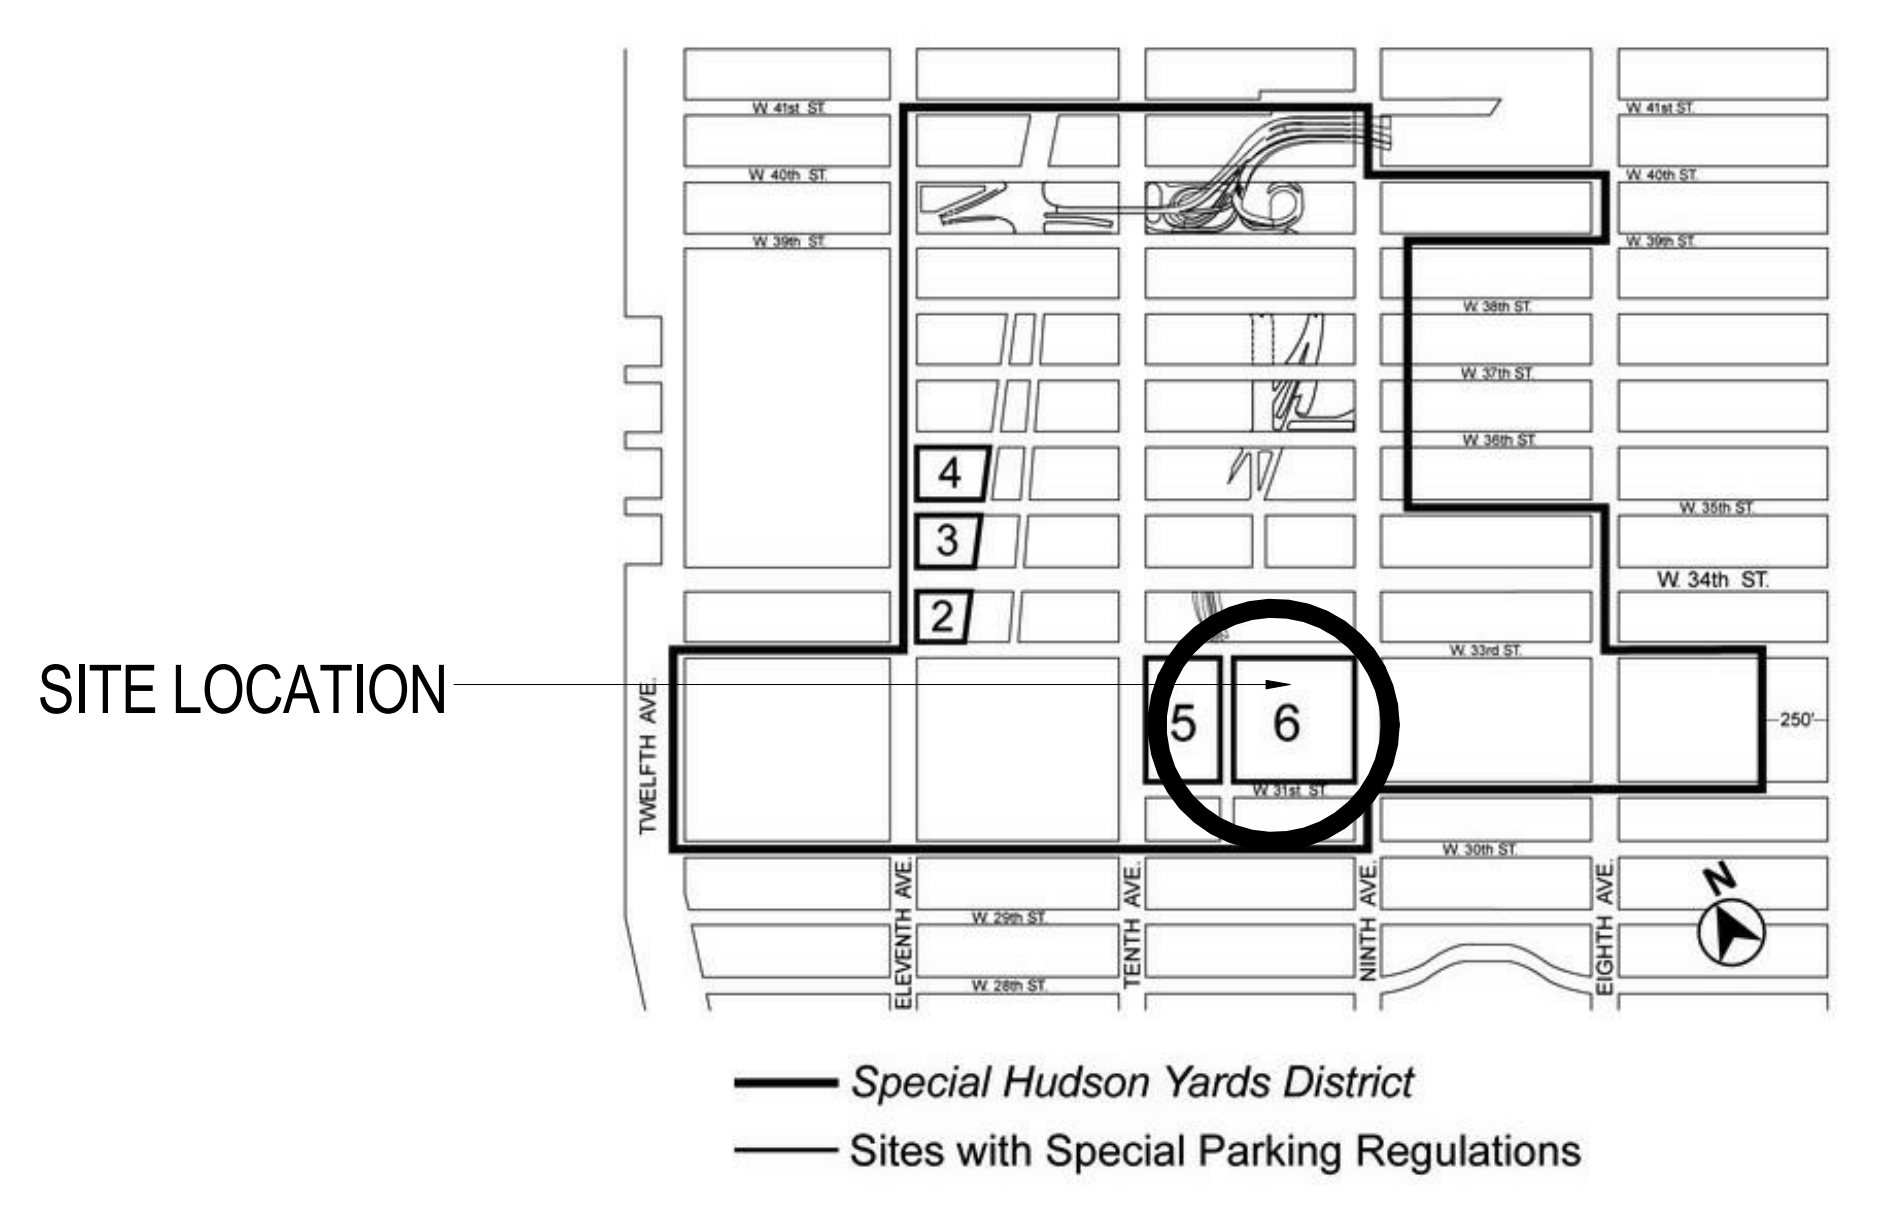 W. 41st ST.
W. 41st ST.
W. 40th ST.
W. 40th ST.
W. 39th ST.
W. 39th ST.
W. 38th ST.
W. 37th ST.
W. 36th ST.
4
W. 35th ST.
3
W. 34th ST.
2
W. 33rd ST.
SITE LOCATION
TWELFTH AVE.
5
6
250'
W. 31st ST.
W. 30th ST.
ELEVENTH AVE.
TENTH AVE.
NINTH AVE.
EIGHTH AVE.
N
W. 29th ST.
W. 28th ST.
Special Hudson Yards District
Sites with Special Parking Regulations